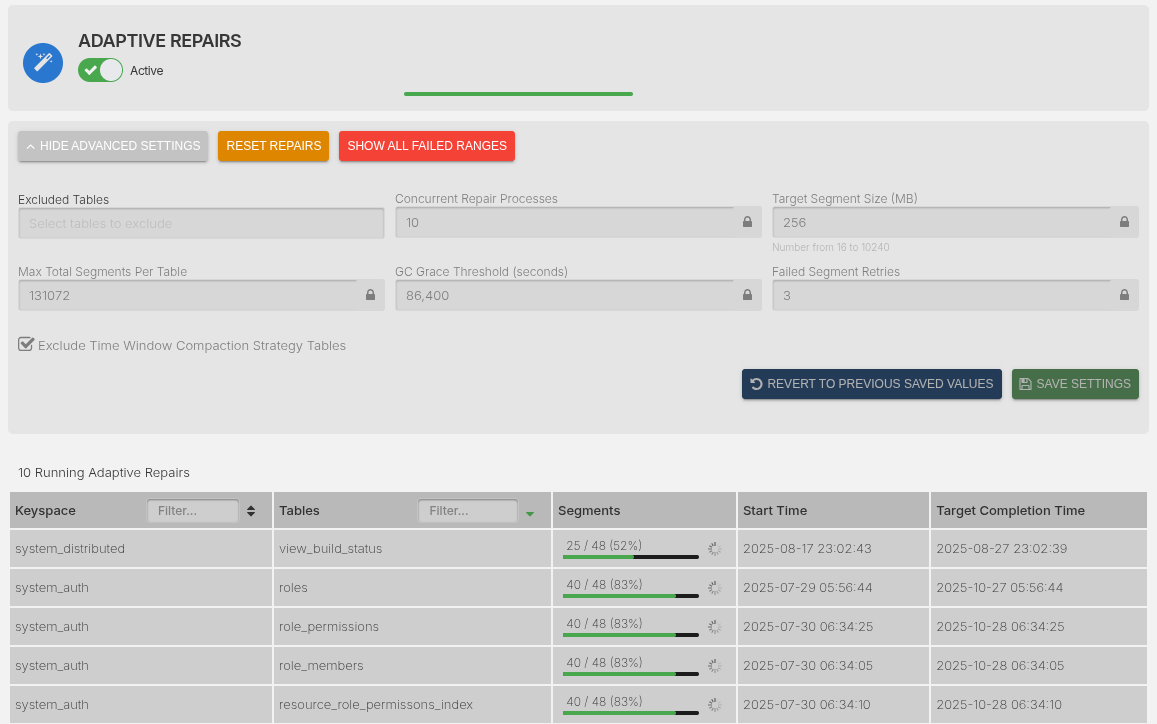 ADAPTIVE REPAIRS
Active
HIDE ADVANCED SETTINGS RESET REPAIRS SHOW ALL FAILED RANGES
Excluded Tables Concurrent Repair Processes Target Segment Size (MB)
Select tables to exclude 10 256
Number from 16 to 10240
Max Total Segments Per Table GC Grace Threshold (seconds) Failed Segment Retries
131072 86,400 3
Exclude Time Window Compaction Strategy Tables
REVERT TO PREVIOUS SAVED VALUES SAVE SETTINGS
10 Running Adaptive Repairs
Keyspace Filter... Tables Filter... Segments Start Time Target Completion Time
system_distributed view_build_status 25 / 48 (52%) 2025-08-17 23:02:43 2025-08-27 23:02:39
system_auth roles 40 / 48 (83%) 2025-07-29 05:56:44 2025-10-27 05:56:44
system_auth role_permissions 40 / 48 (83%) 2025-07-30 06:34:25 2025-10-28 06:34:25
system_auth role_members 40 / 48 (83%) 2025-07-30 06:34:05 2025-10-28 06:34:05
system_auth resource_role_permissons_index 40 / 48 (83%) 2025-07-30 06:34:10 2025-10-28 06:34:10